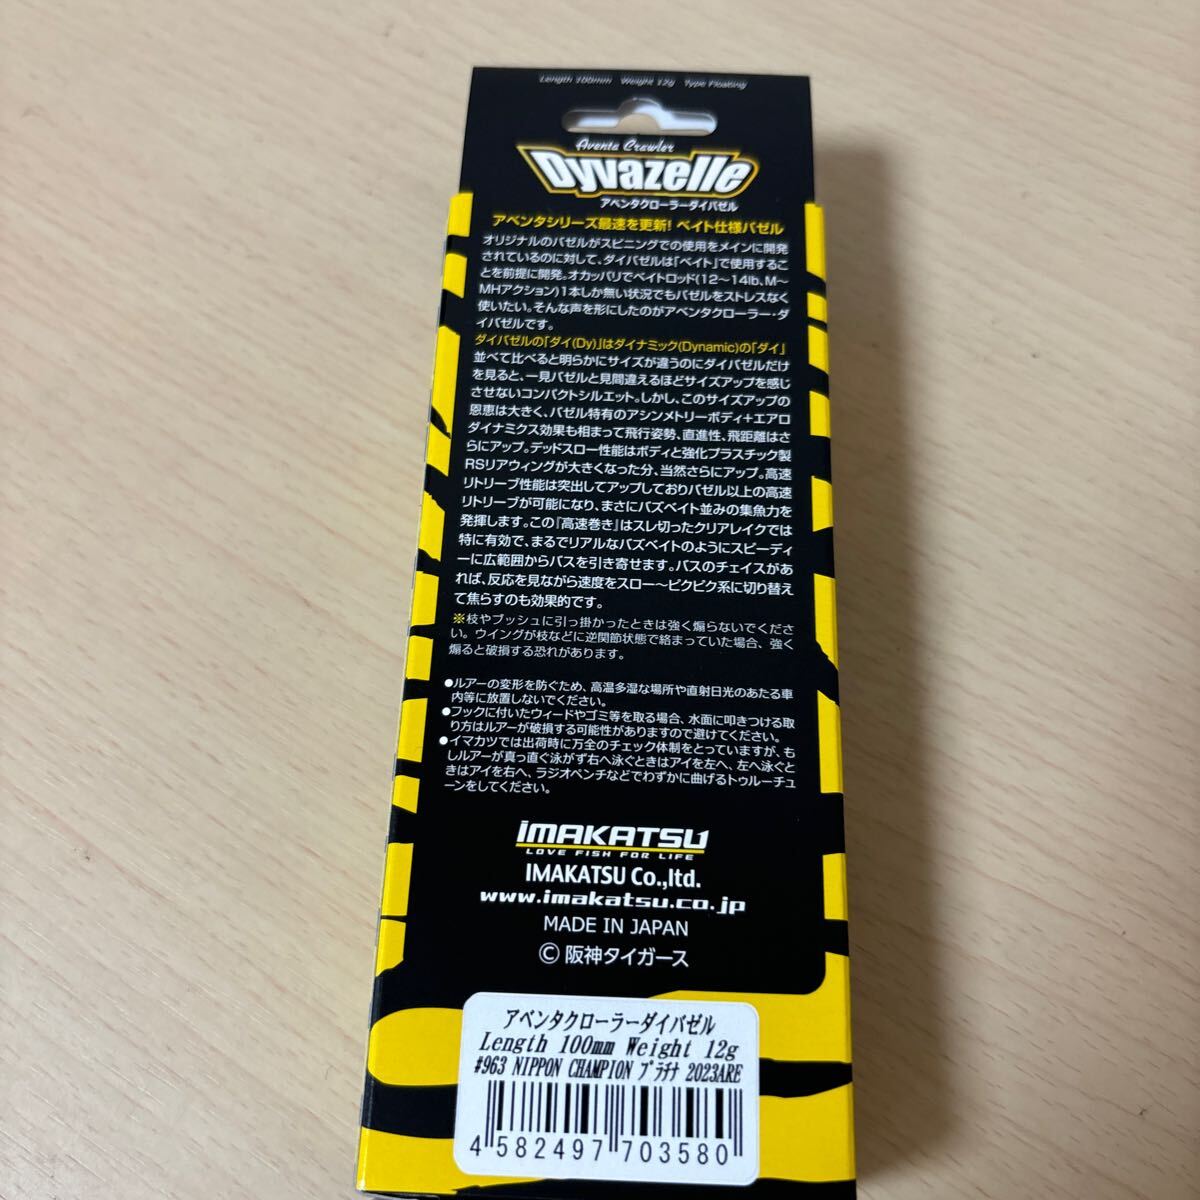 Length 100mm Weight 12g Type Floating
Aventa Crawler
Dyvazelle
アベンタクローラーダイバゼル
アベンタシリーズ最速を更新！ベイト仕様バゼル
オリジナルのバゼルがスピニングでの使用をメインに開発
されているのに対して、ダイバゼルは「ベイト」で使用するこ
とを前提に開発。オカッパリでベイトロッド(12〜14lb、M〜
MHアクション)1本しか無い状況でもバゼルをストレスなく
使いたい。そんな声を形にしたのがアベンタクローラー・ダ
イバゼルです。
ダイバゼルの「ダイ(Dy)」はダイナミック(Dynamic)の「ダイ」
並べて比べると明らかにサイズが違うのにダイバゼルだけ
を見ると、一見バゼルと見間違えるほどサイズアップを感じ
させないコンパクトシルエット。しかし、このサイズアップの
恩恵は大きく、バゼル特有のアシンメトリーボディ+エアロ
ダイナミクス効果も相まって飛行姿勢、直進性、飛距離はさ
らにアップ。デッドスロー性能はボディと強化プラスチック製
RSリアウィングが大きくなった分、当然さらにアップ。高速
リトリーブ性能は突出してアップしておりバゼル以上の高速
リトリーブが可能になり、まさにバズベイト並みの集魚力を
発揮します。この『高速巻き』はスレ切ったクリアレイクでは
特に有効で、まるでリアルなバズベイトのようにスピーディ
ーに広範囲からバスを引き寄せます。バスのチェイスがあ
れば、反応を見ながら速度をスロー〜ピクピク系に切り替え
て焦らすのも効果的です。
※枝やブッシュに引っ掛かったときは強く煽らないでくださ
い。ウイングが枝などに逆関節状態で絡まっていた場合、強く
煽ると破損する恐れがあります。
●ルアーの変形を防ぐため、高温多湿な場所や直射日光のあたる車
内等に放置しないでください。
●フックに付いたウィードやゴミ等を取る場合、水面に叩きつける取
り方はルアーが破損する可能性がありますので避けてください。
●イマカツでは出荷時に万全のチェック体制をとっていますが、も
しルアーが真っ直ぐ泳がず右へ泳ぐときはアイを左へ、左へ泳ぐと
きはアイを右へ、ラジオペンチなどでわずかに曲げるトゥルーチュ
ーンをしてください。
iMAKATSU
LOVE FISH FOR LIFE
IMAKATSU Co.,ltd.
www.imakatsu.co.jp
MADE IN JAPAN
© 阪神タイガース
アベンタクローラーダイバゼル
Length 100mm Weight 12g
#963 NIPPON CHAMPION ﾌﾟﾗﾁﾅ 2023ARE
4 582497 703580